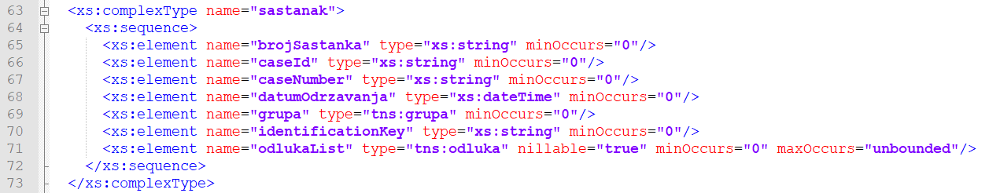 63 <xs:complexType name="sastanak">
64 <xs:sequence>
65 <xs:element name="brojSastanka" type="xs:string" minOccurs="0"/>
66 <xs:element name="caseId" type="xs:string" minOccurs="0"/>
67 <xs:element name="caseNumber" type="xs:string" minOccurs="0"/>
68 <xs:element name="datumOdrzavanja" type="xs:dateTime" minOccurs="0"/>
69 <xs:element name="grupa" type="tns:grupa" minOccurs="0"/>
70 <xs:element name="identificationKey" type="xs:string" minOccurs="0"/>
71 <xs:element name="odlukaList" type="tns:odluka" nillable="true" minOccurs="0" maxOccurs="unbounded"/>
72 </xs:sequence>
73 </xs:complexType>